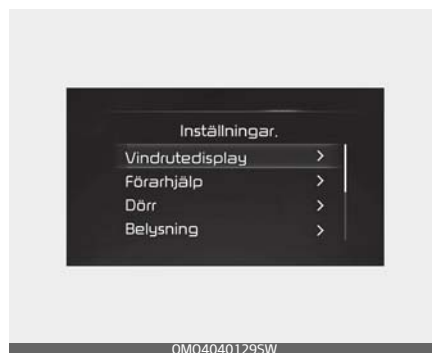 Inställningar.
Vindrutedisplay >
Förarhjälp >
Dörr >
Belysning >
OMQ4040129SW